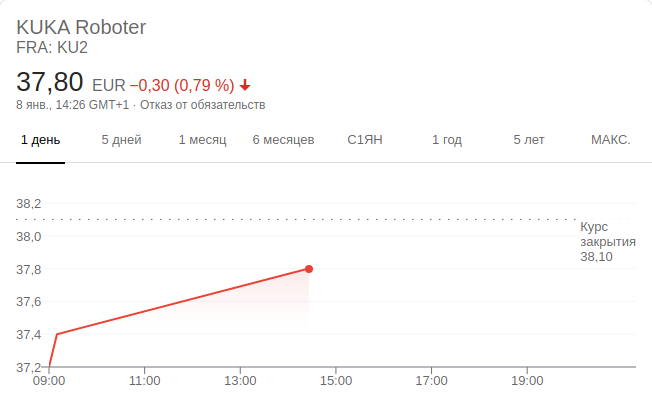 KUKA Roboter
FRA: KU2
37,80 EUR −0,30 (0,79 %)
8 янв., 14:26 GMT+1 · Отказ от обязательств
1 день 5 дней 1 месяц 6 месяцев С1ЯН 1 год 5 лет МАКС.
38,2
Курс
закрытия
38,10
38,0
37,8
37,6
37,4
37,2
09:00 11:00 13:00 15:00 17:00 19:00